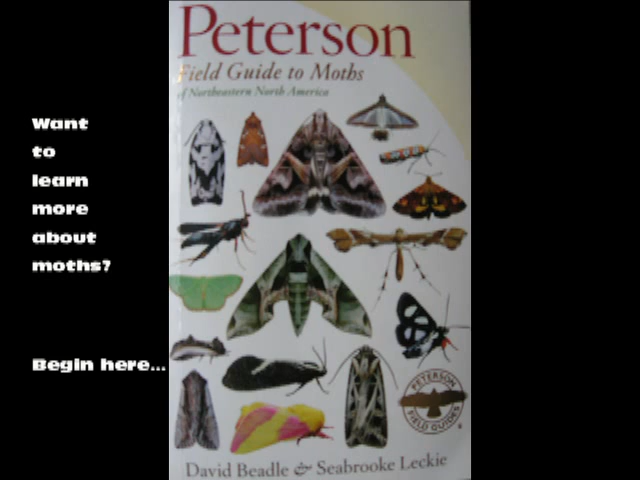 Want
to
learn
more
about
moths?
Begin here...
Peterson
Field Guide to Moths
of Northeastern North America
PETERSON
FIELD GUIDES
David Beadle & Seabrooke Leckie